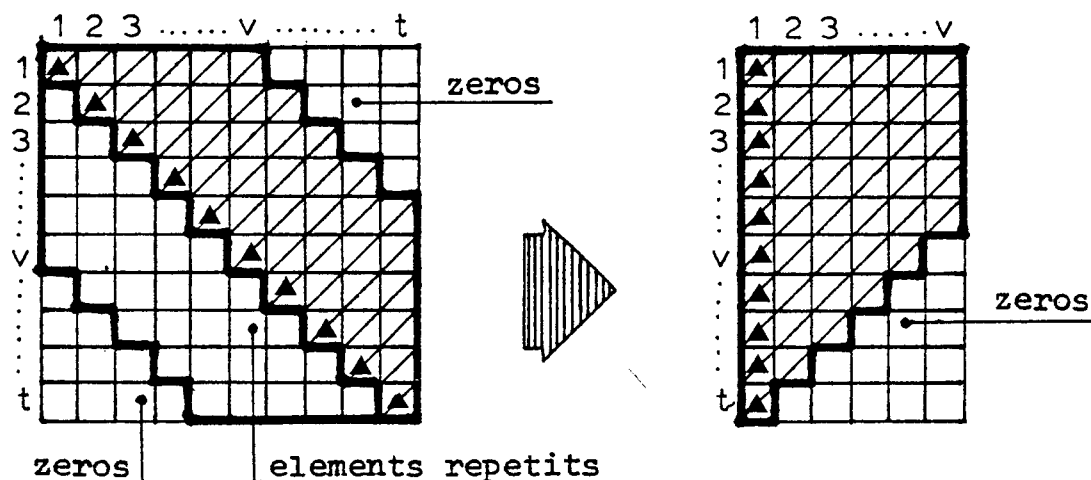 1 2 3 ...... v ........ t
1
2
3
v
t
zeros
zeros
elements repetits
1 2 3 ..... v
1
2
3
v
t
zeros